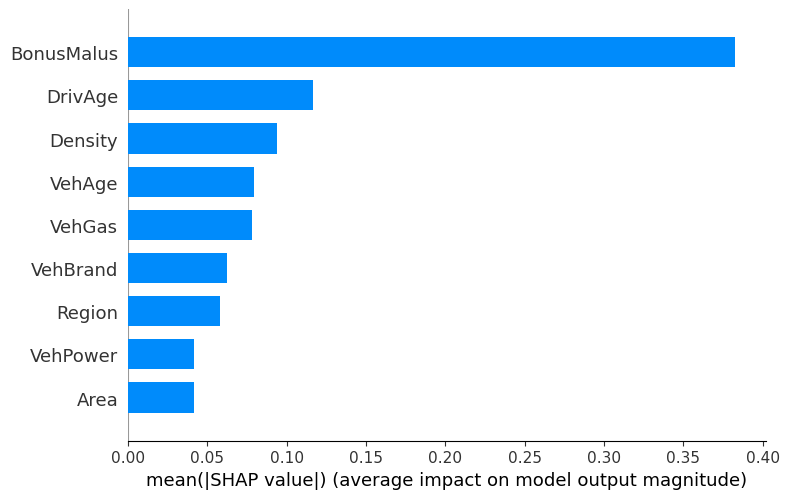 BonusMalus
DrivAge
Density
VehAge
VehGas
VehBrand
Region
VehPower
Area
0.00 0.05 0.10 0.15 0.20 0.25 0.30 0.35 0.40
mean(|SHAP value|) (average impact on model output magnitude)